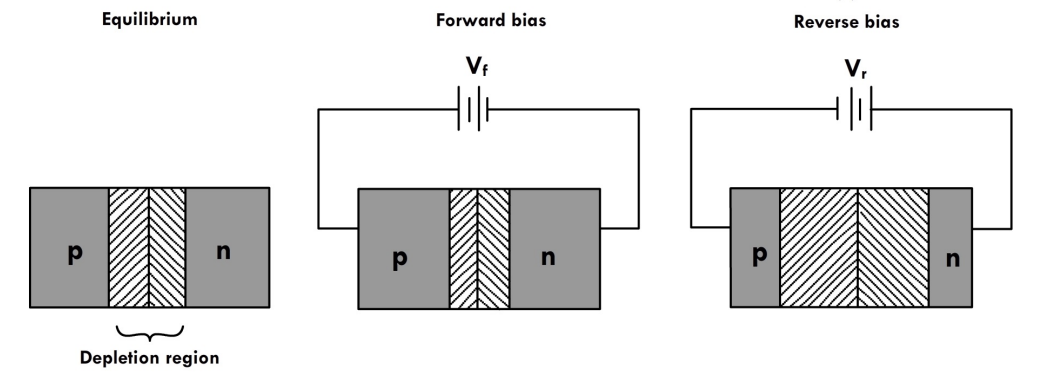 Equilibrium
Forward bias
Reverse bias
Vf
Vr
p
n
p
n
p
n
Depletion region